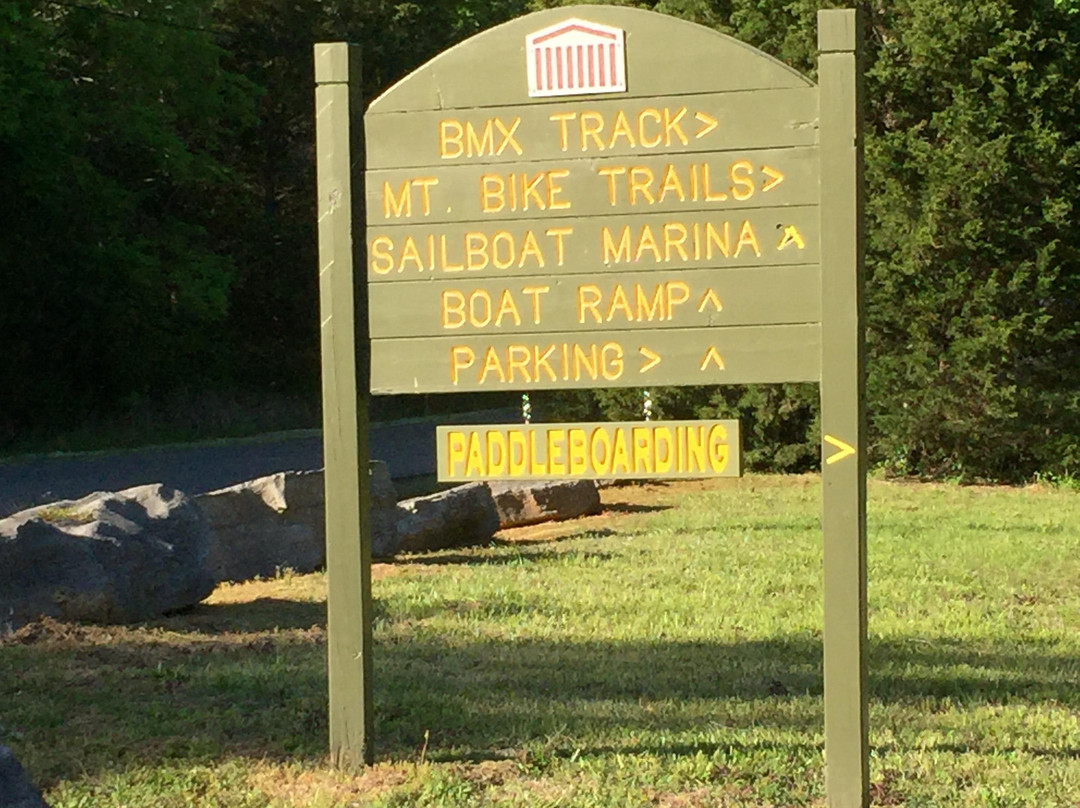 BMX TRACK >
MT. BIKE TRAILS >
SAILBOAT MARINA ^
BOAT RAMP ^
PARKING > ^
PADDLEBOARDING >